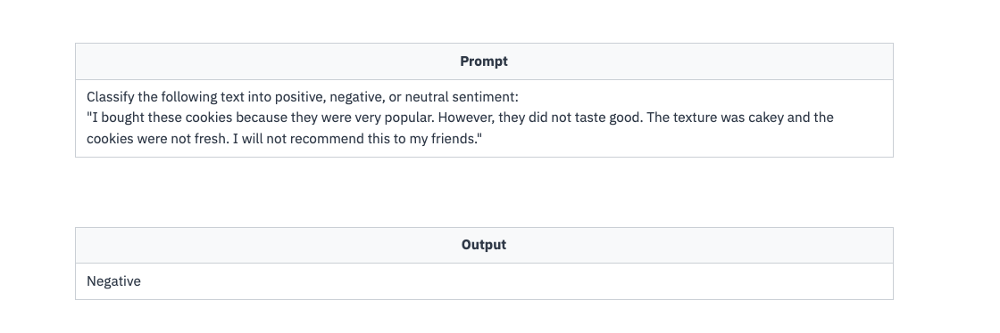 Prompt
Classify the following text into positive, negative, or neutral sentiment:
"I bought these cookies because they were very popular. However, they did not taste good. The texture was cakey and the
cookies were not fresh. I will not recommend this to my friends."
Output
Negative